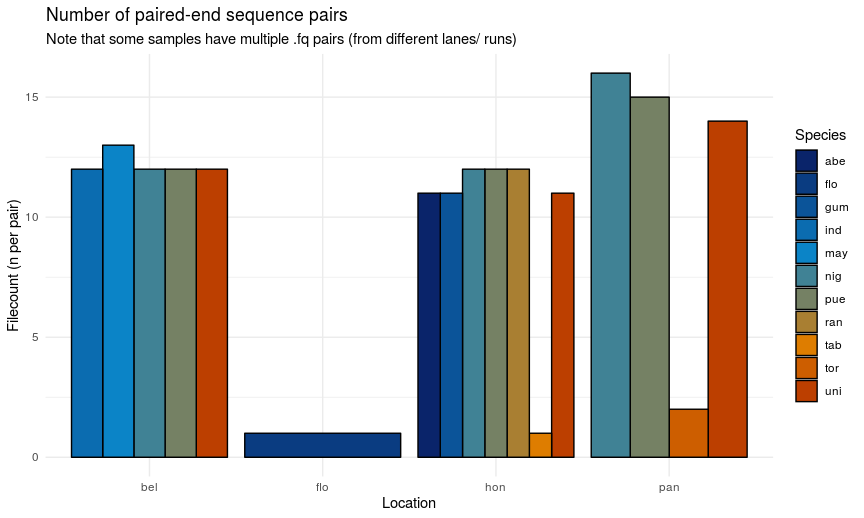 Number of paired-end sequence pairs
Note that some samples have multiple .fq pairs (from different lanes/ runs)
Filecount (n per pair)
15
10
5
0
bel
flo
hon
pan
Location
Species
abe
flo
gum
ind
may
nig
pue
ran
tab
tor
uni